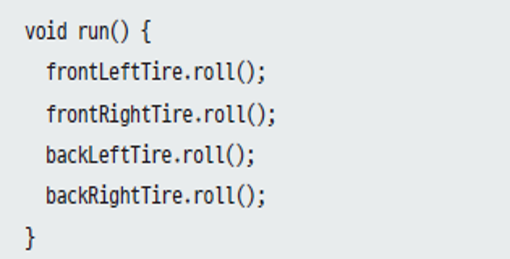 void run() {
frontLeftTire.roll();
frontRightTire.roll();
backLeftTire.roll();
backRightTire.roll();
}